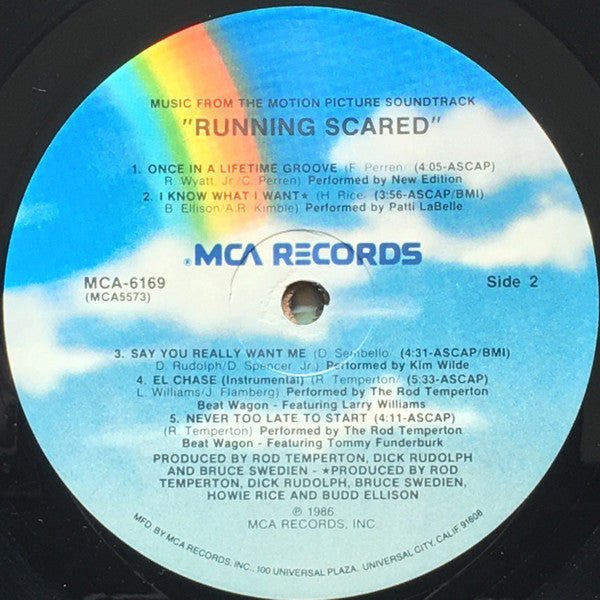 MUSIC FROM THE MOTION PICTURE SOUNDTRACK
"RUNNING SCARED"
1. ONCE IN A LIFETIME GROOVE (F. Perren/ (4:05-ASCAP)
R. Wyatt, Jr./C. Perren) Performed by New Edition
2. I KNOW WHAT I WANT★ (H. Rice/ (3:56-ASCAP/BMI)
B. Ellison/A.R. Kimble) Performed by Patti LaBelle
®MCA RECORDS
MCA-6169
(MCA5573)
Side 2
3. SAY YOU REALLY WANT ME (D. Sembello/ (4:31-ASCAP/BMI)
D. Rudolph/D. Spencer, Jr.) Performed by Kim Wilde
4. EL CHASE (Instrumental) (R. Temperton/ (5:33-ASCAP)
L. Williams/J. Flamberg) Performed by The Rod Temperton
Beat Wagon - Featuring Larry Williams
5. NEVER TOO LATE TO START (4:11-ASCAP)
(R. Temperton) Performed by The Rod Temperton
Beat Wagon - Featuring Tommy Funderburk
PRODUCED BY ROD TEMPERTON, DICK RUDOLPH
AND BRUCE SWEDIEN - ★PRODUCED BY ROD
TEMPERTON, DICK RUDOLPH, BRUCE SWEDIEN,
HOWIE RICE AND BUDD ELLISON
℗ 1986
MCA RECORDS, INC
MFD. BY MCA RECORDS, INC., 100 UNIVERSAL PLAZA, UNIVERSAL CITY, CALIF. 91608